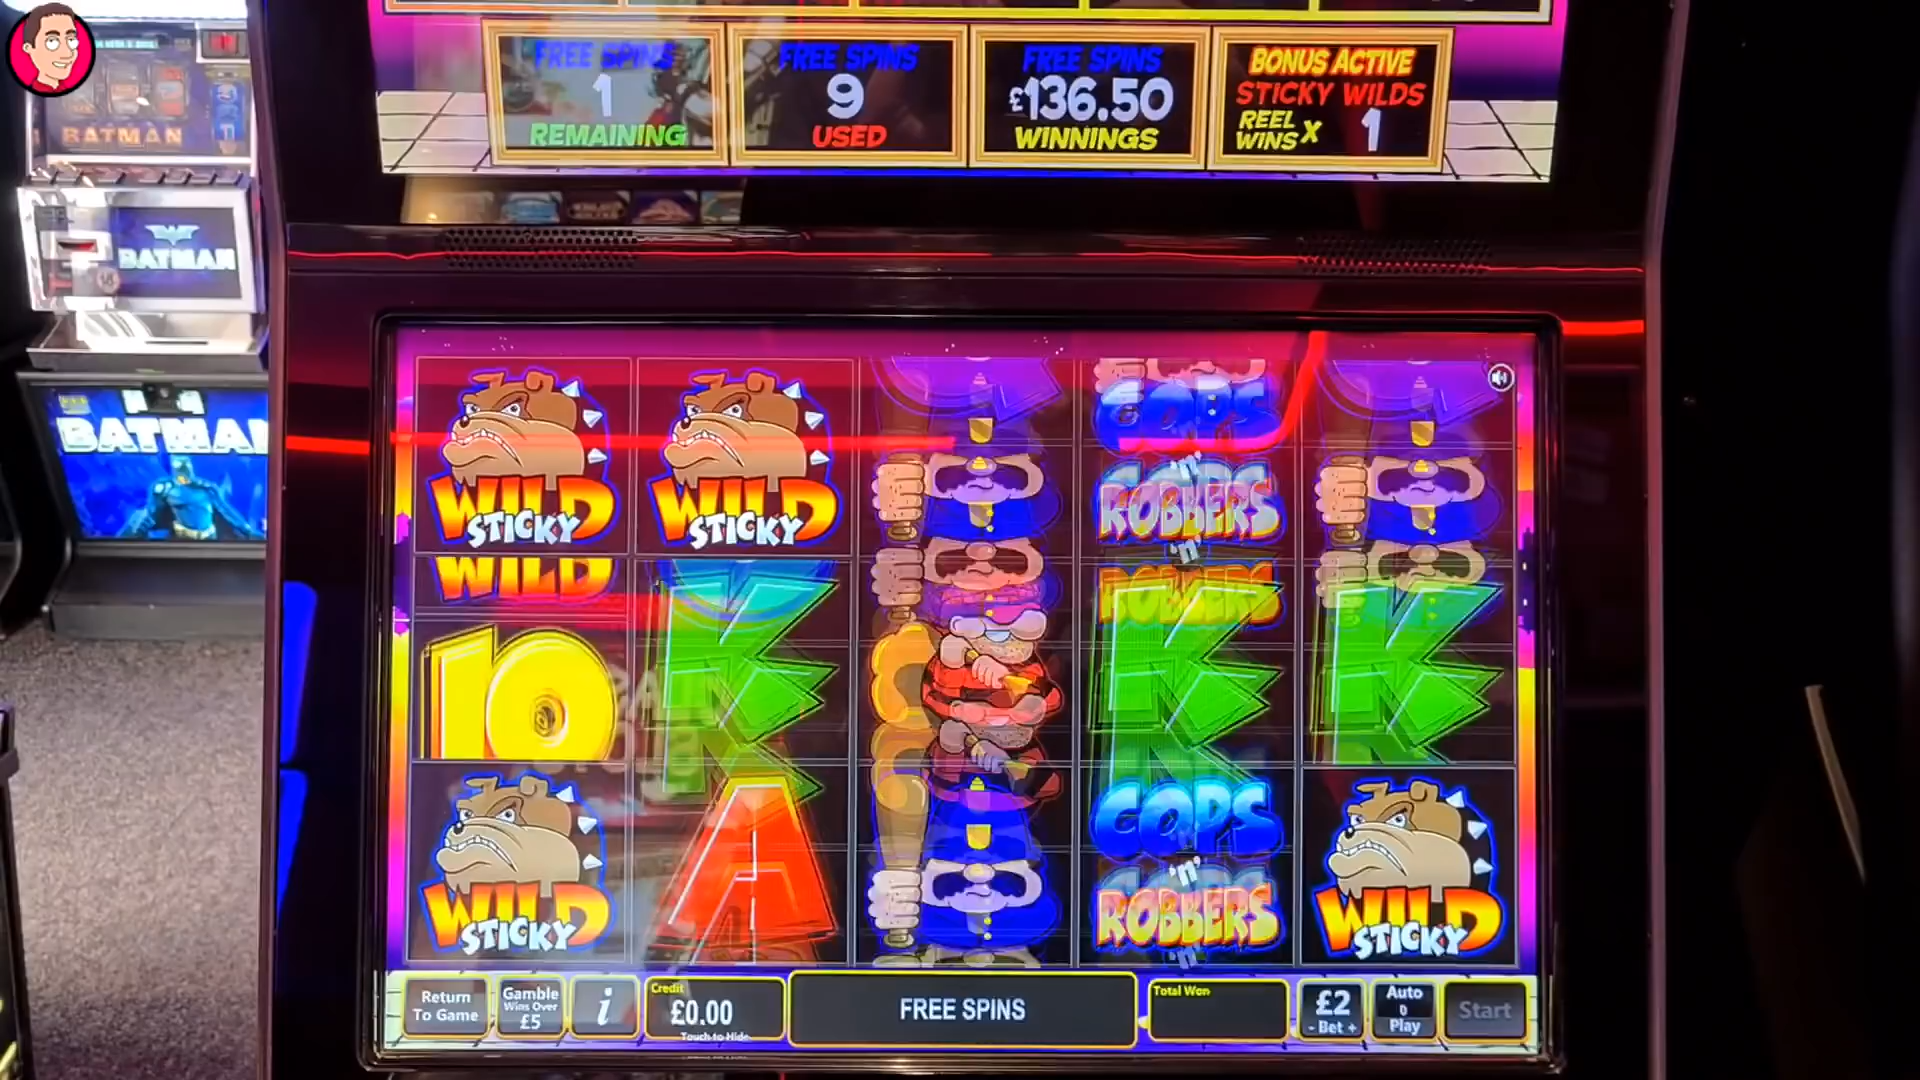 FREE SPINS
1
REMAINING
FREE SPINS
9
USED
FREE SPINS
£136.50
WINNINGS
BONUS ACTIVE
STICKY WILDS
REEL
WINS X 1
BATMAN
BATMAN
BATMAN
WILD
STICKY
WILD
STICKY
COPS
'n'
ROBBERS
'n'
WILD
ROBBERS
10
K
K
K
WILD
STICKY
A
COPS
'n'
ROBBERS
'n'
WILD
STICKY
Return
To Game
Gamble
Wins Over
£5
i
Credit
£0.00
Touch to Hide
FREE SPINS
Total Won
£2
- Bet +
Auto
0
Play
Start